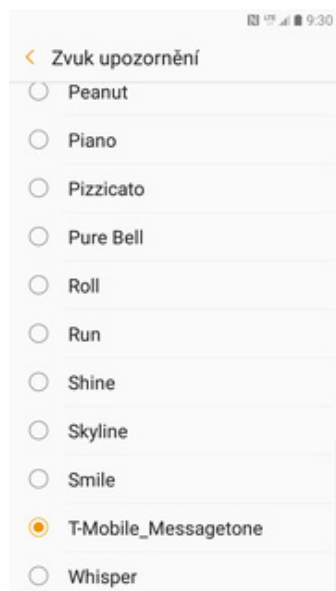 9:30
Zvuk upozornění
Peanut
Piano
Pizzicato
Pure Bell
Roll
Run
Shine
Skyline
Smile
T-Mobile_Messagetone
Whisper